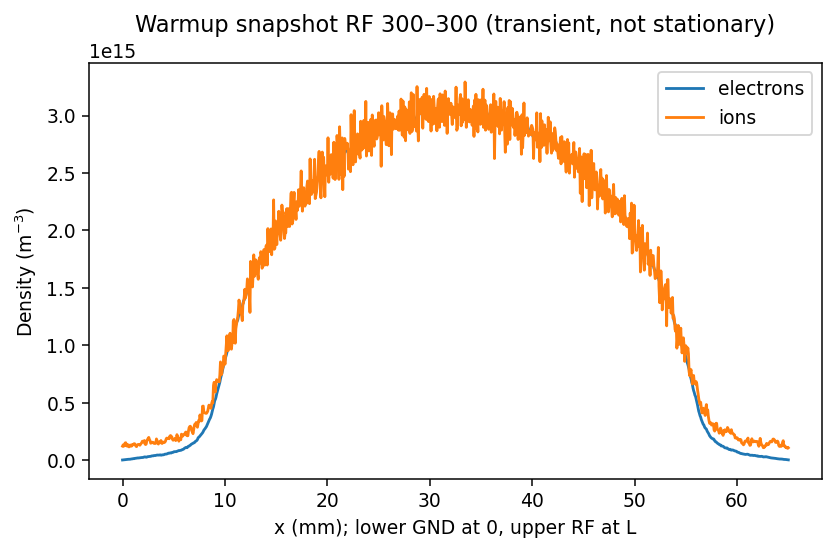 Warmup snapshot RF 300–300 (transient, not stationary)
1e15
electrons
ions
3.0
2.5
2.0
1.5
1.0
0.5
0.0
Density (m⁻³)
0 10 20 30 40 50 60
x (mm); lower GND at 0, upper RF at L